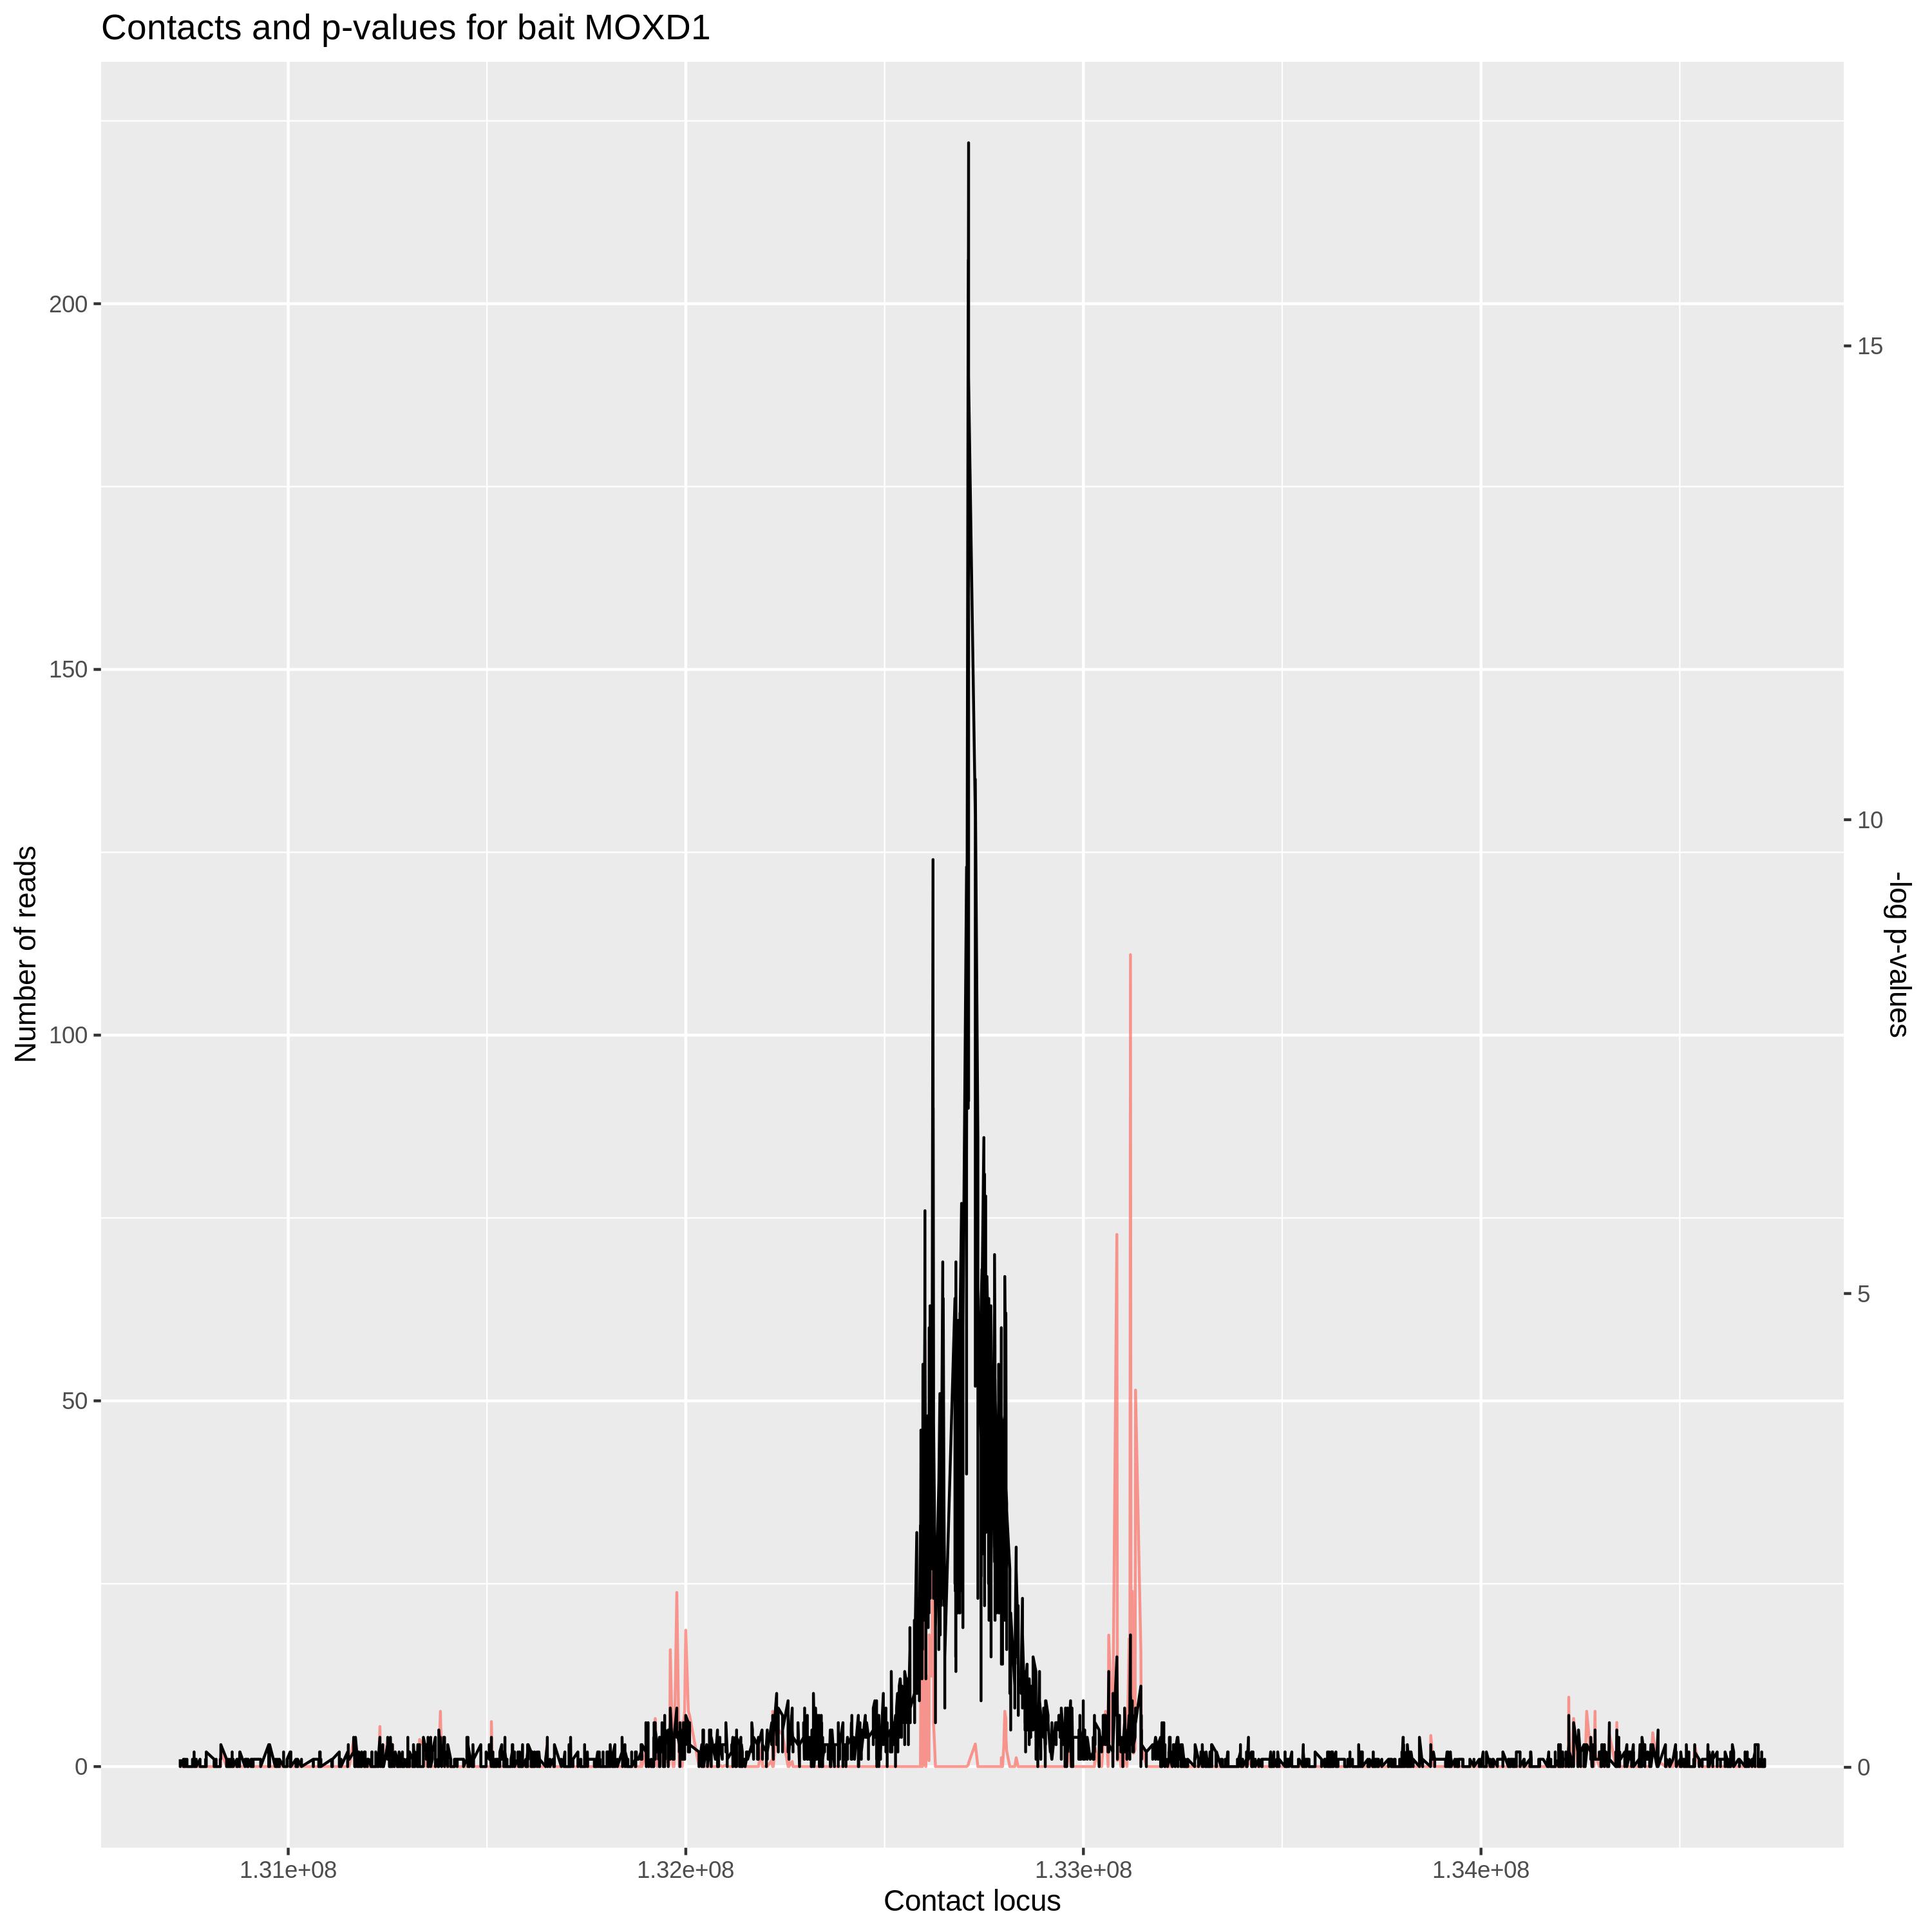 Contacts and p-values for bait MOXD1
200
150
100
50
0
Number of reads
15
10
5
0
-log p-values
1.31e+08
1.32e+08
1.33e+08
1.34e+08
Contact locus